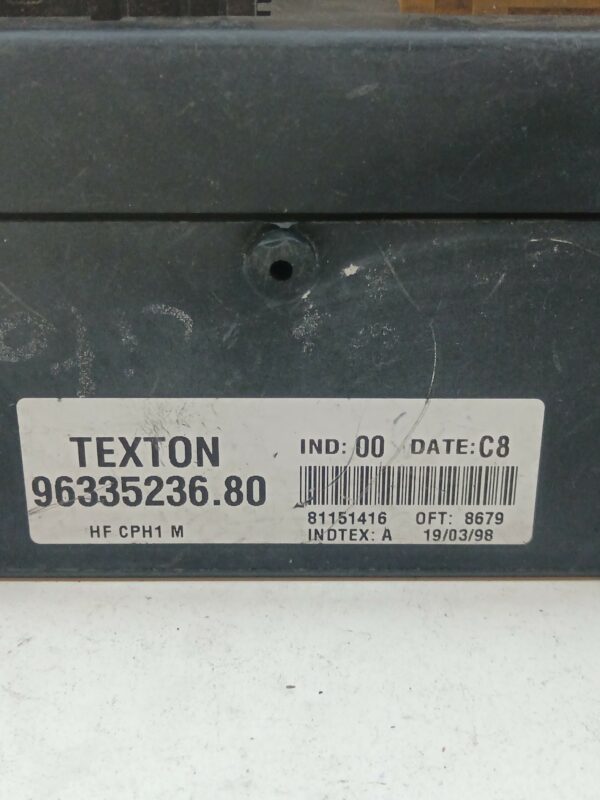 TEXTON
96335236.80
HF CPH1 M
IND: 00 DATE: C8
81151416 OFT: 8679
INDTEX: A 19/03/98